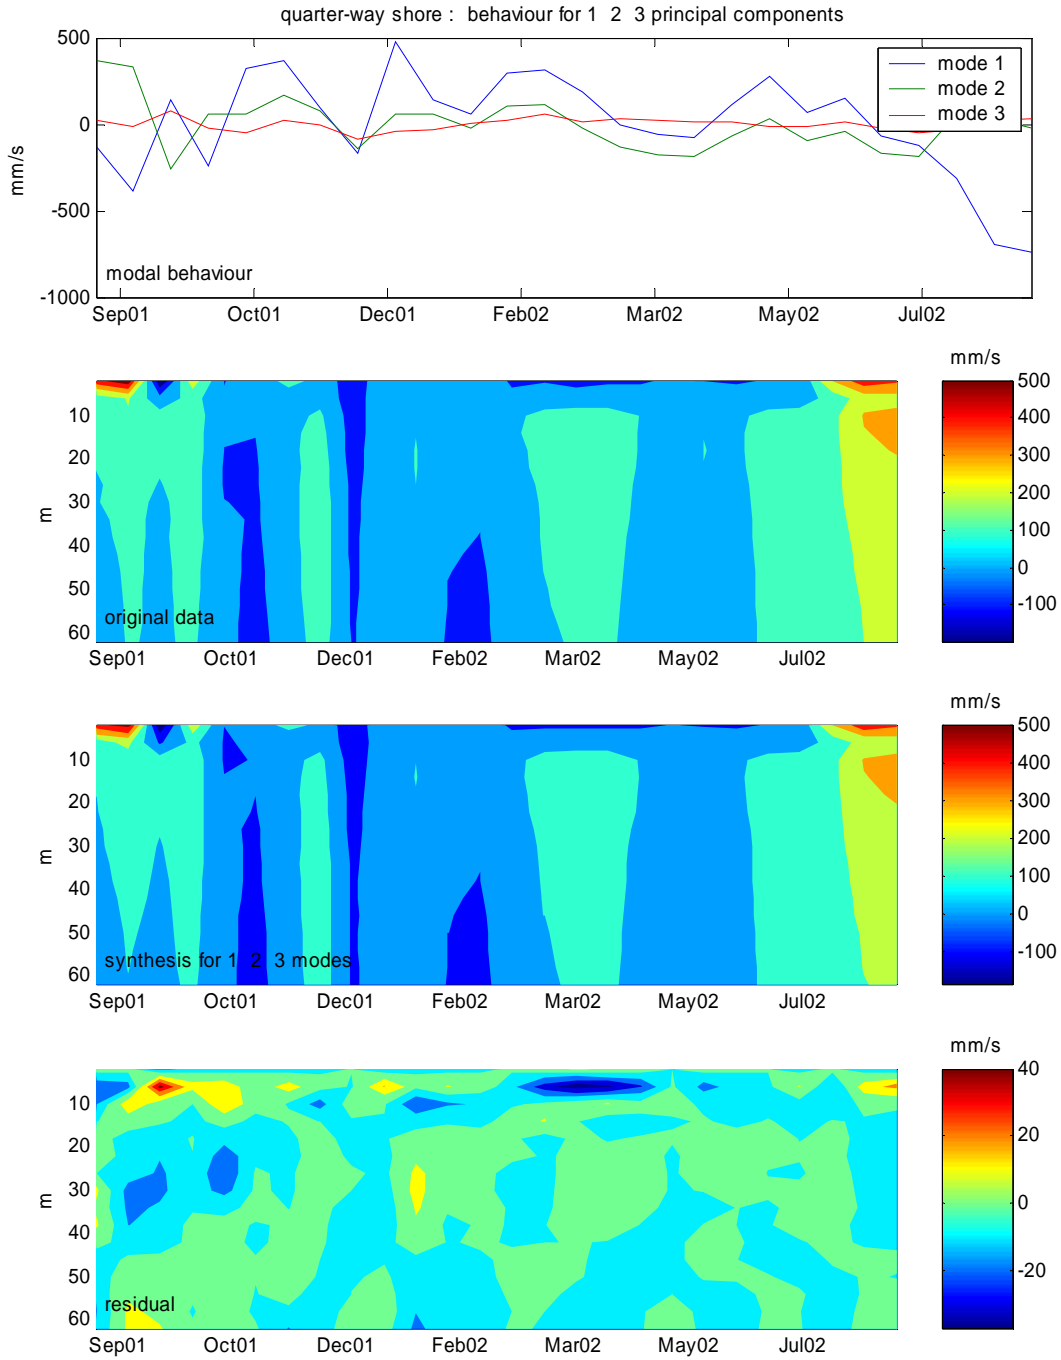 quarter-way shore :  behaviour for 1  2  3 principal components
500
0
-500
-1000
mm/s
mode 1
mode 2
mode 3
modal behaviour
Sep01 Oct01 Dec01 Feb02 Mar02 May02 Jul02
mm/s
10
20
30
40
50
60
m
original data
Sep01 Oct01 Dec01 Feb02 Mar02 May02 Jul02
500
400
300
200
100
0
-100
mm/s
10
20
30
40
50
60
m
synthesis for 1  2  3 modes
Sep01 Oct01 Dec01 Feb02 Mar02 May02 Jul02
500
400
300
200
100
0
-100
mm/s
10
20
30
40
50
60
m
residual
Sep01 Oct01 Dec01 Feb02 Mar02 May02 Jul02
40
20
0
-20